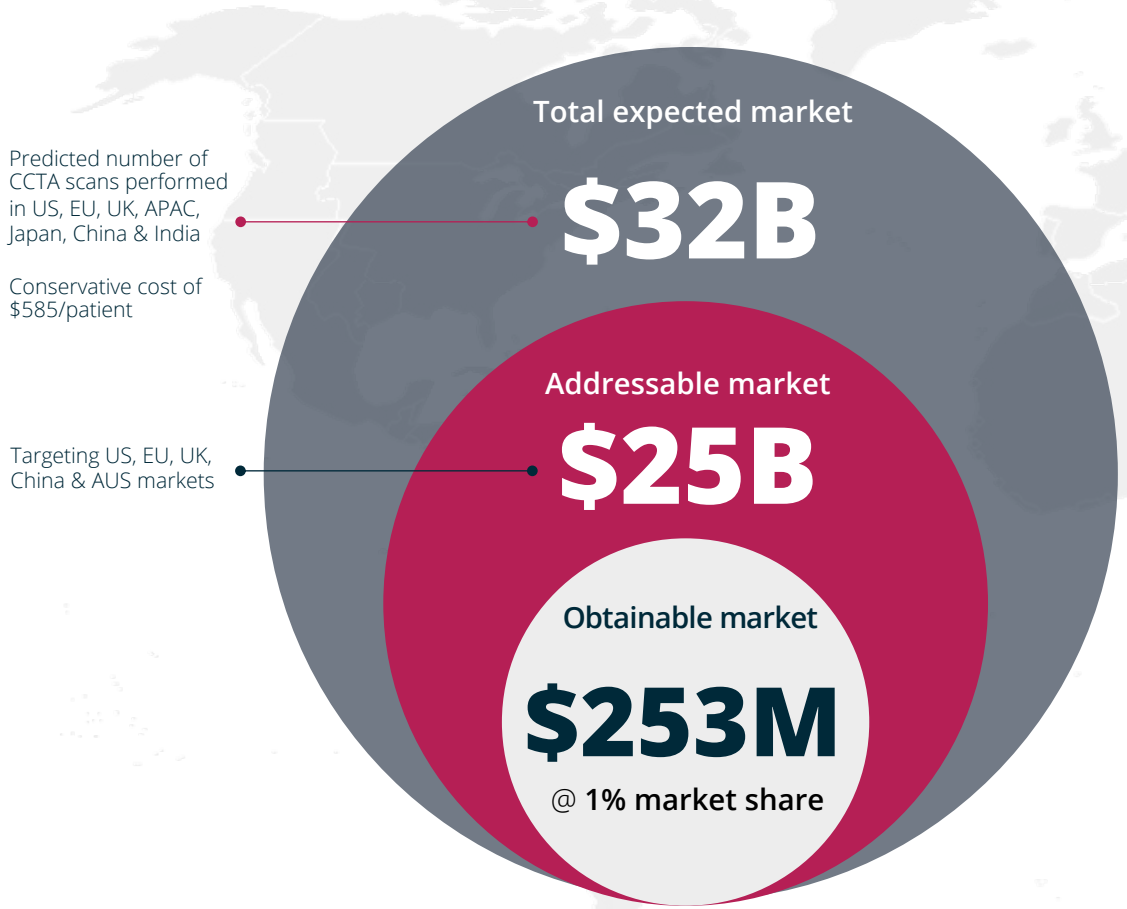 Total expected market
$32B
Predicted number of
CCTA scans performed
in US, EU, UK, APAC,
Japan, China & India
Conservative cost of
$585/patient
Addressable market
$25B
Targeting US, EU, UK,
China & AUS markets
Obtainable market
$253M
@ 1% market share